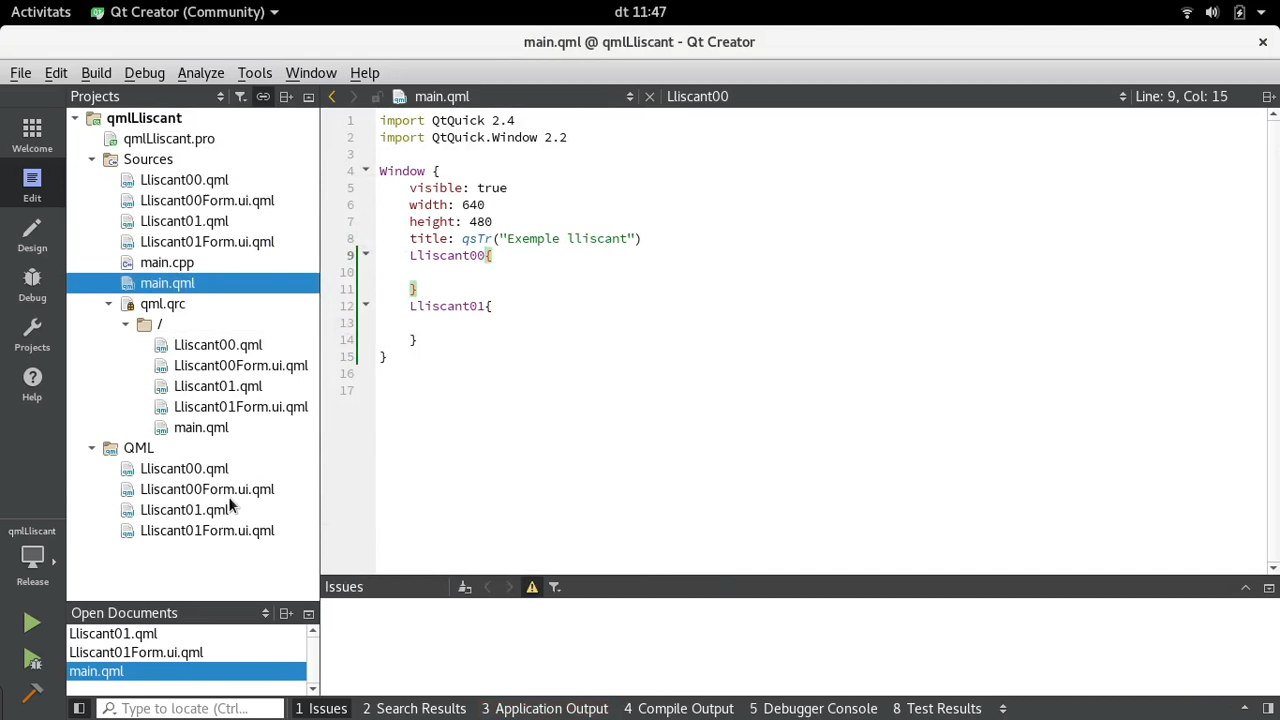 Activitats Qt Creator (Community) dt 11:47
main.qml @ qmlLliscant - Qt Creator
File Edit Build Debug Analyze Tools Window Help
Projects main.qml Lliscant00 Line: 9, Col: 15
Welcome
Edit
Design
Debug
Projects
Help
qmlLliscant
Release
qmlLliscant
qmlLliscant.pro
Sources
Lliscant00.qml
Lliscant00Form.ui.qml
Lliscant01.qml
Lliscant01Form.ui.qml
main.cpp
main.qml
qml.qrc
/
Lliscant00.qml
Lliscant00Form.ui.qml
Lliscant01.qml
Lliscant01Form.ui.qml
main.qml
QML
Lliscant00.qml
Lliscant00Form.ui.qml
Lliscant01.qml
Lliscant01Form.ui.qml
Open Documents
Lliscant01.qml
Lliscant01Form.ui.qml
main.qml
1 import QtQuick 2.4
2 import QtQuick.Window 2.2
3
4 Window {
5 visible: true
6 width: 640
7 height: 480
8 title: qsTr("Exemple lliscant")
9 Lliscant00{
10
11 }
12 Lliscant01{
13
14 }
15 }
16
17
Issues
Type to locate (Ctrl... 1 Issues 2 Search Results 3 Application Output 4 Compile Output 5 Debugger Console 8 Test Results